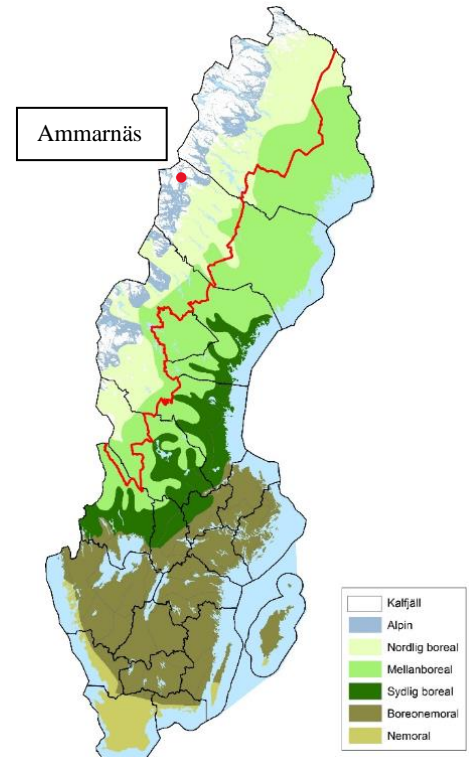 Ammarnäs
Kalfjäll
Alpin
Nordlig boreal
Mellanboreal
Sydlig boreal
Boreonemoral
Nemoral